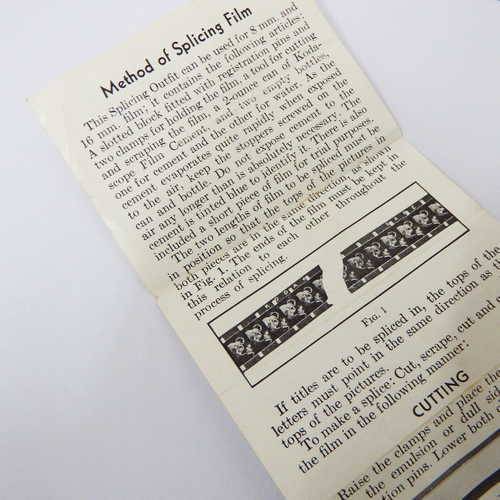 Method of Splicing Film
This Splicing Outfit can be used for 8 mm. and
16 mm. film; it contains the following articles:
A slotted block fitted with registration pins and
two clamps for holding the film, a tool for cutting
and scraping the film, a 2-ounce can of Koda-
scope Film Cement, and two empty bottles,
one for cement and the other for water. As the
cement evaporates quite rapidly when exposed
to the air, keep the stoppers screwed on the
can and bottle. Do not expose cement to the
air any longer than is absolutely necessary. The
cement is tinted blue to identify it. There is also
included a short piece of film for trial purposes.
The two lengths of film to be spliced must be
in position so that the tops of the pictures in
both pieces are in the same direction, as shown
in Fig. 1. The ends of the film must be kept in
this relation to each other throughout the
process of splicing.
FIG. 1
If titles are to be spliced in, the tops of the
letters must point in the same direction as the
tops of the pictures.
To make a splice: Cut, scrape, cut and
the film in the following manner:
CUTTING
Raise the clamps and place the
the emulsion or dull side
tion pins. Lower both